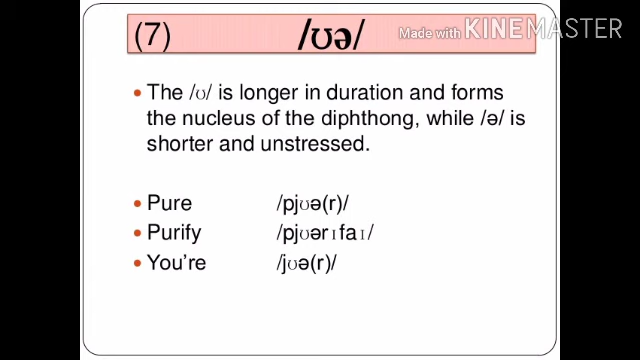 (7) /ʊə/
Made with KINEMASTER
• The /ʊ/ is longer in duration and forms
the nucleus of the diphthong, while /ə/ is
shorter and unstressed.
• Pure /pjʊə(r)/
• Purify /pjʊərɪfaɪ/
• You're /jʊə(r)/